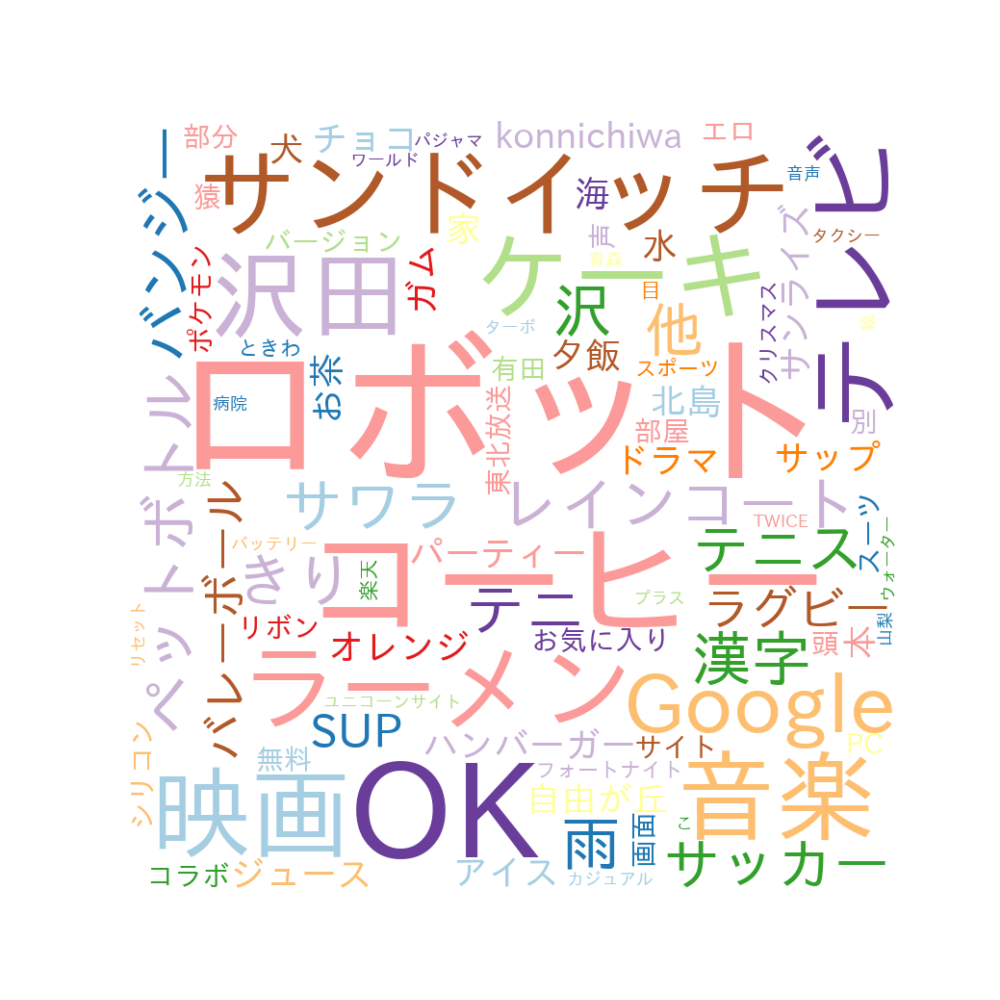 部分
犬
チョコ
パジャマ
konnichiwa
エロ
ワールド
音声
猿
サンドイッチ
海
テレビ
バンジー
家
声
水
サンライズ
タクシー
バージョン
ケーキ
青森
ポケモン
沢田
ガム
沢
目
クリスマス
他
ターボ
ときわ
夕飯
スポーツ
ロボット
お茶
有田
北島
病院
東北放送
部屋
別
ドラマ
サップ
ペットボトル
方法
サワラ
レインコート
バレーボール
TWICE
スーツ
バッテリー
パーティー
テニス
ウォーター
きり
楽天
コーヒー
テニ
プラス
ラグビー
山梨
リセット
リボン
オレンジ
お気に入り
漢字
頭
本
ラーメン
ユニコーンサイト
Google
SUP
ハンバーガー
サイト
PC
シリコン
無料
フォートナイト
映画
OK
自由が丘
音楽
雨
画面
こ
サッカー
コラボ
ジュース
アイス
カジュアル